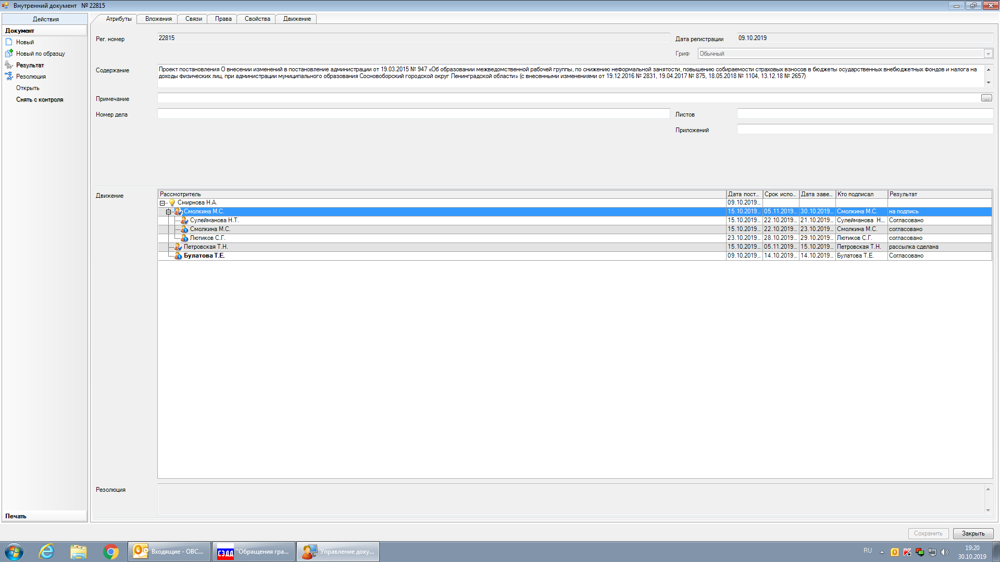 Внутренний документ № 22815
Действия
Документ
Новый
Новый по образцу
Результат
Резолюция
Открыть
Снять с контроля
Печать
Атрибуты Вложения Связи Права Свойства Движение
Рег. номер 22815 Дата регистрации 09.10.2019
Гриф Обычный
Содержание Проект постановления О внесении изменений в постановление администрации от 19.03.2015 № 947 «Об образовании межведомственной рабочей группы, по снижению неформальной занятости, повышению собираемости страховых взносов в бюджеты осударственных внебюджетных фондов и налога на
доходы физических лиц, при администрации муниципального образования Сосновоборский городской округ Ленинградской области» (с внесенными изменениями от 19.12.2016 № 2831, 19.04.2017 № 875, 18.05.2018 № 1104, 13.12.18 № 2657)
Примечание ...
Номер дела Листов
Приложений
Движение
Рассмотритель Дата пост... Срок испо... Дата заве... Кто подписал Результат
Смирнова Н.А. 09.10.2019...
Смолкина М.С. 15.10.2019... 05.11.2019... 30.10.2019... Смолкина М.С. на подпись
Сулейманова Н.Т. 15.10.2019... 22.10.2019... 21.10.2019... Сулейманова Н.... Согласовано
Смолкина М.С. 15.10.2019... 22.10.2019... 23.10.2019... Смолкина М.С. согласовано
Лютиков С.Г. 23.10.2019... 28.10.2019... 29.10.2019... Лютиков С.Г. согласовано
Петровская Т.Н. 15.10.2019... 05.11.2019... 15.10.2019... Петровская Т.Н. рассылка сделана
Булатова Т.Е. 09.10.2019... 14.10.2019... 14.10.2019... Булатова Т.Е. Согласовано
Резолюция
Сохранить Закрыть
Входящие - ОВС... СЭДД "Обращения гра... Управление доку...
RU 19:20
30.10.2019